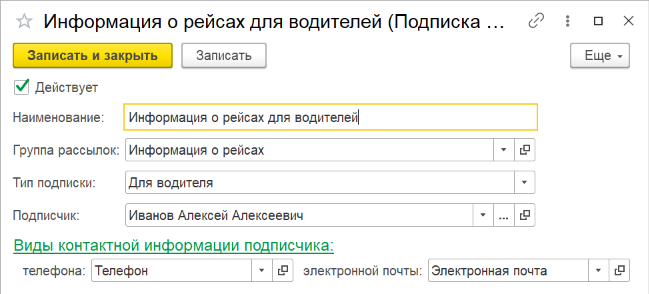 Информация о рейсах для водителей (Подписка ...
Записать и закрыть Записать Еще
Действует
Наименование: Информация о рейсах для водителей
Группа рассылок: Информация о рейсах
Тип подписки: Для водителя
Подписчик: Иванов Алексей Алексеевич ...
Виды контактной информации подписчика:
телефона: Телефон электронной почты: Электронная почта